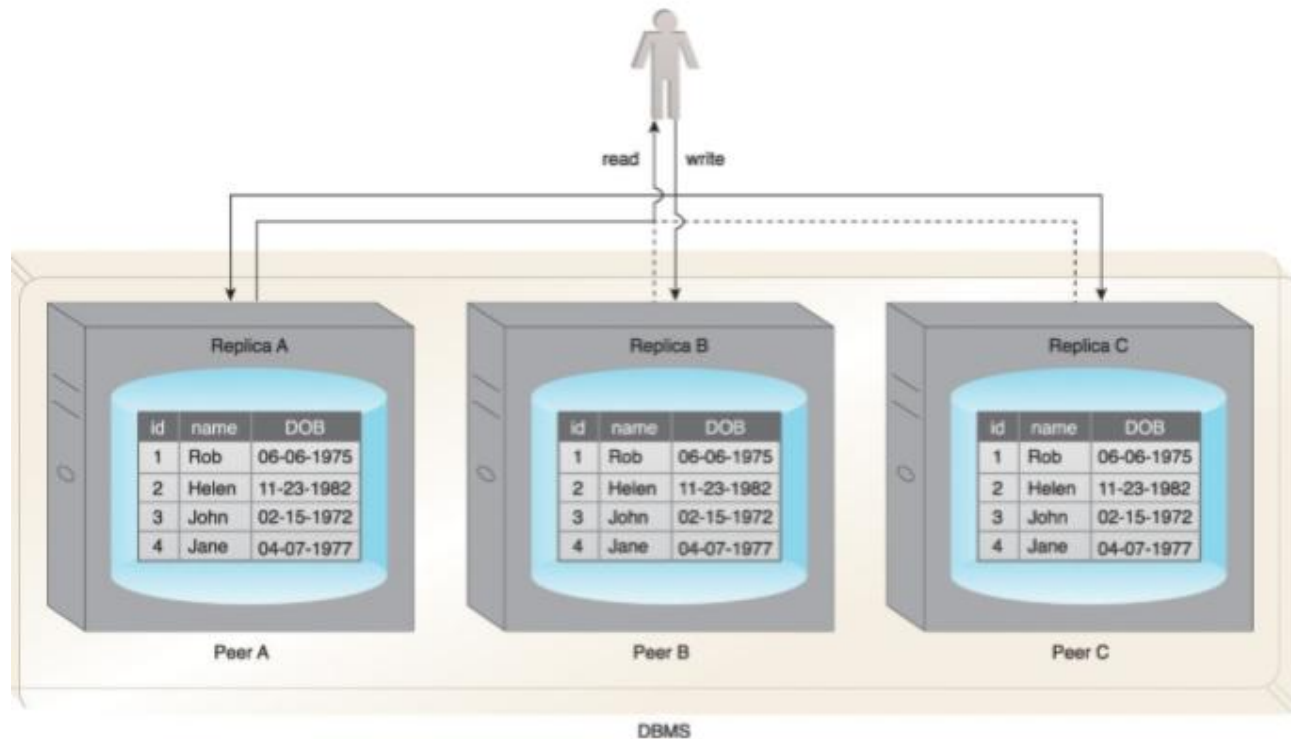 read write
Replica A
id name DOB
1 Rob 06-06-1975
2 Helen 11-23-1982
3 John 02-15-1972
4 Jane 04-07-1977
Peer A
Replica B
id name DOB
1 Rob 06-06-1975
2 Helen 11-23-1982
3 John 02-15-1972
4 Jane 04-07-1977
Peer B
Replica C
id name DOB
1 Rob 06-06-1975
2 Helen 11-23-1982
3 John 02-15-1972
4 Jane 04-07-1977
Peer C
DBMS